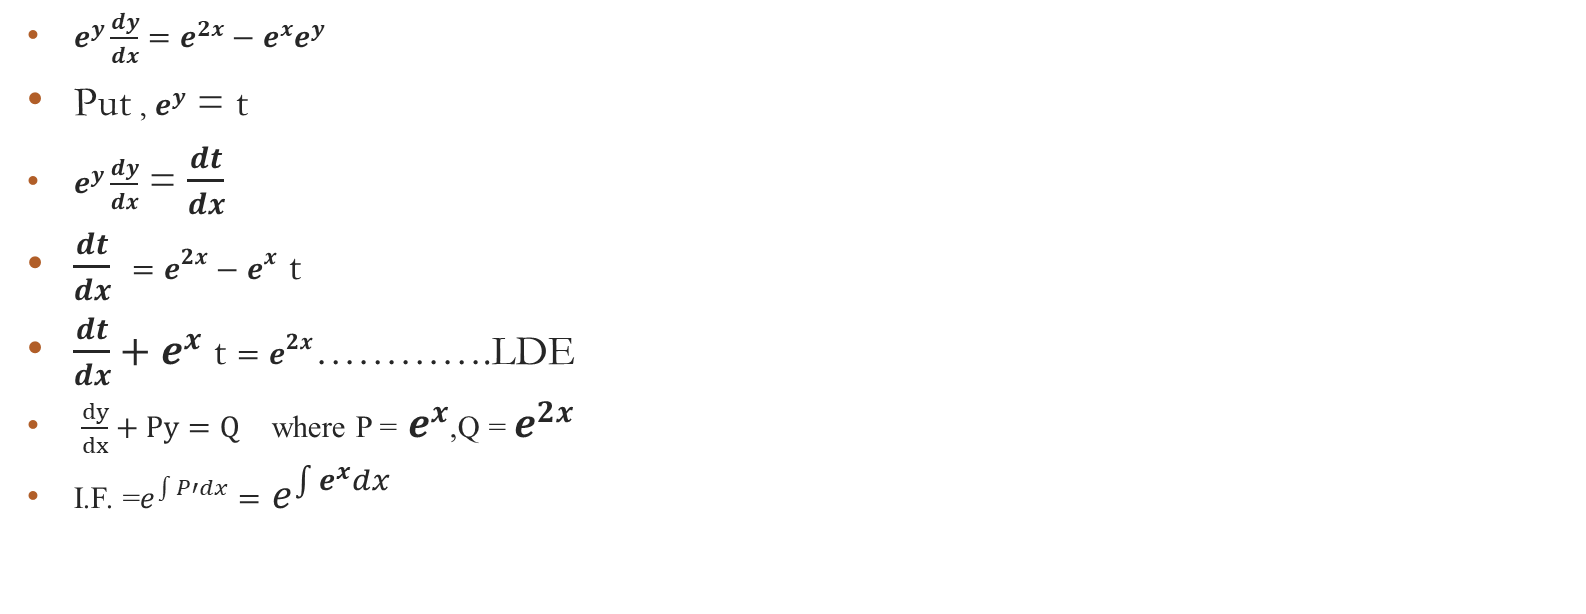 • e^y dy/dx = e^{2x} − e^x e^y
• Put , e^y = t
• e^y dy/dx = dt/dx
• dt/dx = e^{2x} − e^x t
• dt/dx + e^x t = e^{2x}.............LDE
• dy/dx + Py = Q where P = e^x ,Q = e^{2x}
• I.F. =e^{∫ P′dx} = e^{∫ e^x dx}